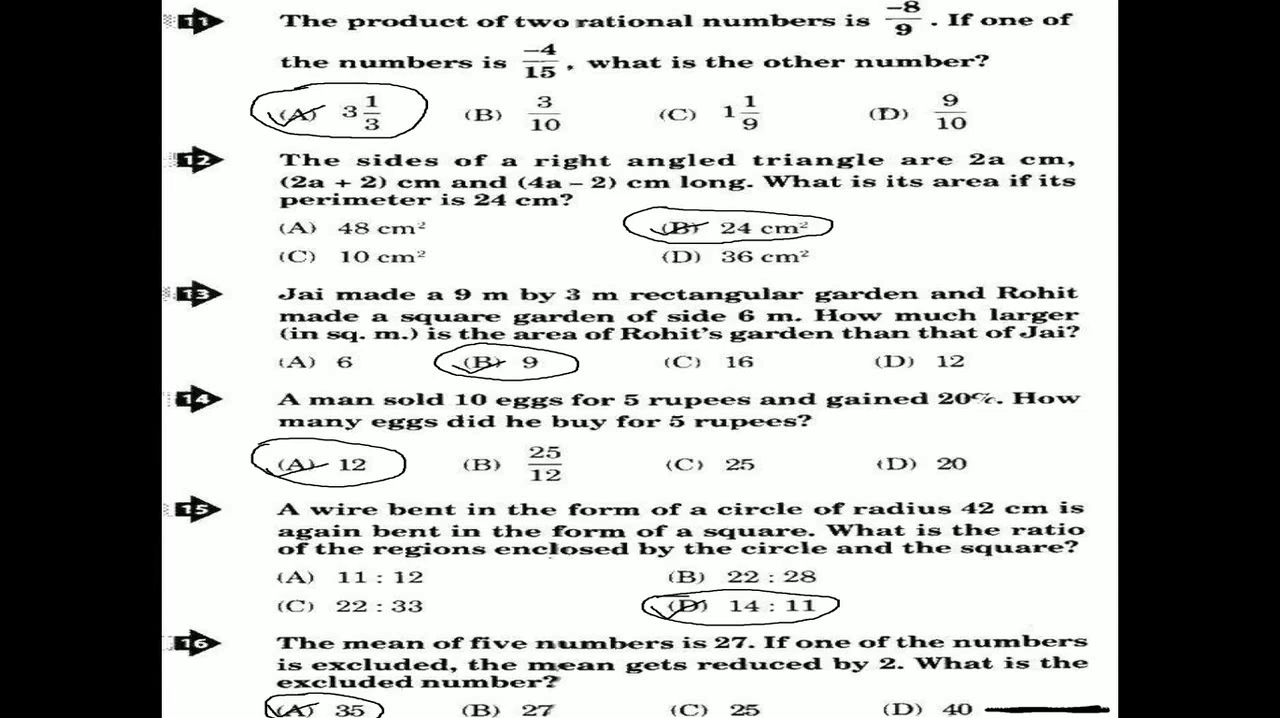 11 The product of two rational numbers is -8/9 . If one of
the numbers is -4/15 , what is the other number?
(A) 3 1/3 (B) 3/10 (C) 1 1/9 (D) 9/10
12 The sides of a right angled triangle are 2a cm,
(2a + 2) cm and (4a – 2) cm long. What is its area if its
perimeter is 24 cm?
(A) 48 cm² (B) 24 cm²
(C) 10 cm² (D) 36 cm²
13 Jai made a 9 m by 3 m rectangular garden and Rohit
made a square garden of side 6 m. How much larger
(in sq. m.) is the area of Rohit's garden than that of Jai?
(A) 6 (B) 9 (C) 16 (D) 12
14 A man sold 10 eggs for 5 rupees and gained 20%. How
many eggs did he buy for 5 rupees?
(A) 12 (B) 25/12 (C) 25 (D) 20
15 A wire bent in the form of a circle of radius 42 cm is
again bent in the form of a square. What is the ratio
of the regions enclosed by the circle and the square?
(A) 11 : 12 (B) 22 : 28
(C) 22 : 33 (D) 14 : 11
16 The mean of five numbers is 27. If one of the numbers
is excluded, the mean gets reduced by 2. What is the
excluded number?
(A) 35 (B) 27 (C) 25 (D) 40